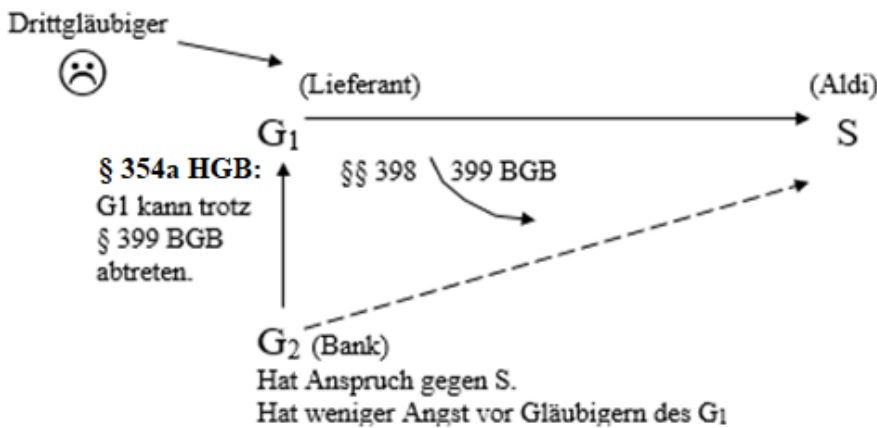 Drittgläubiger
(Lieferant)
(Aldi)
G₁
S
§ 354a HGB:
§§ 398
399 BGB
G1 kann trotz
§ 399 BGB
abtreten.
G₂ (Bank)
Hat Anspruch gegen S.
Hat weniger Angst vor Gläubigern des G₁